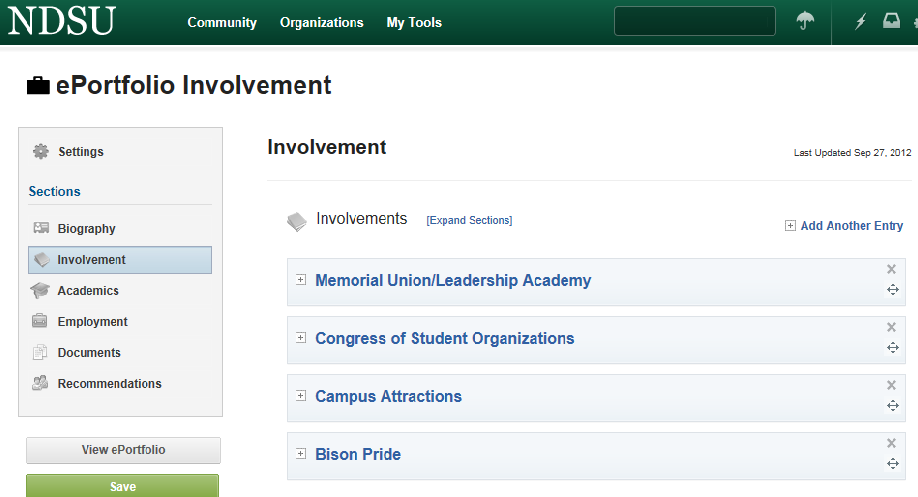 NDSU Community Organizations My Tools
ePortfolio Involvement
Settings
Sections
Biography
Involvement
Academics
Employment
Documents
Recommendations
View ePortfolio
Save
Involvement
Last Updated Sep 27, 2012
Involvements [Expand Sections]
Add Another Entry
Memorial Union/Leadership Academy
Congress of Student Organizations
Campus Attractions
Bison Pride